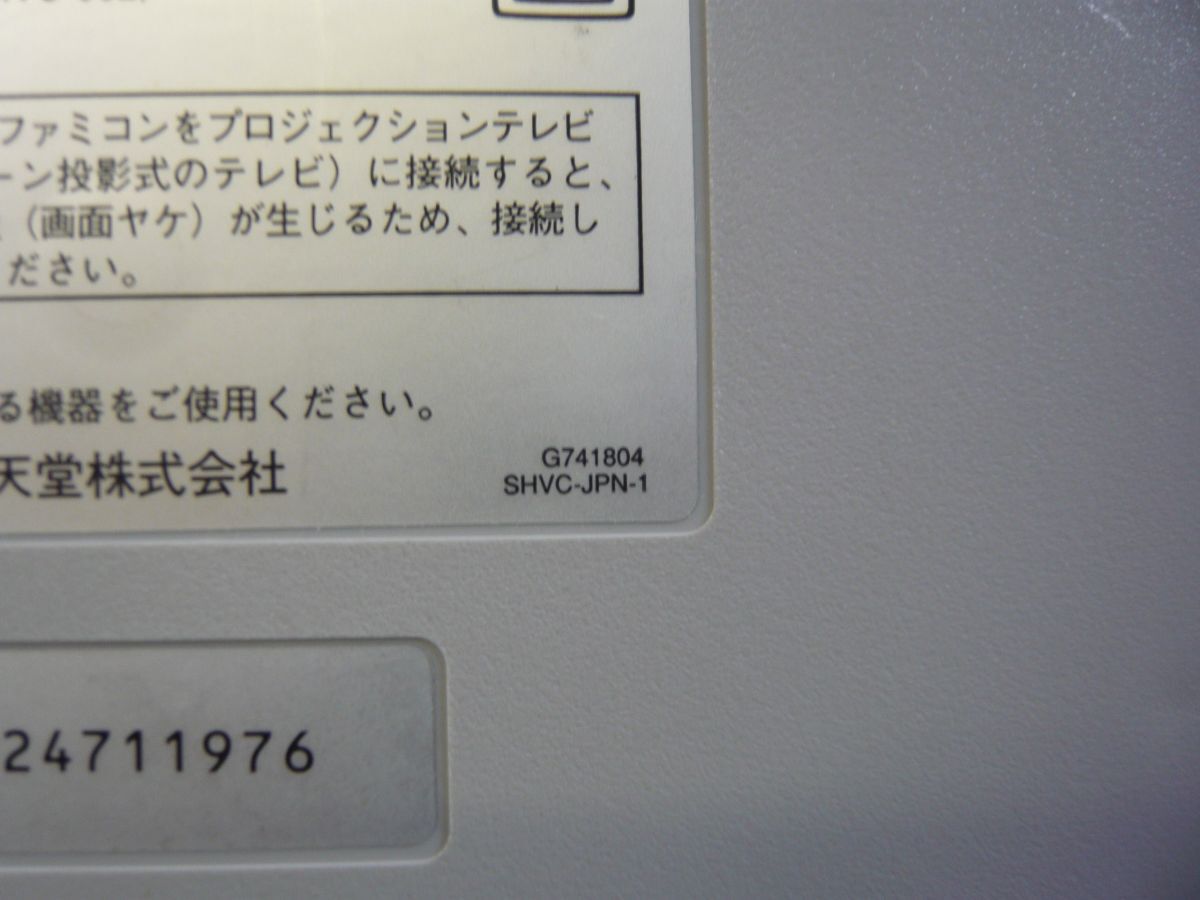 ファミコンをプロジェクションテレビ
ーン投影式のテレビ）に接続すると、
（画面ヤケ）が生じるため、接続し
ださい。
る機器をご使用ください。
天堂株式会社
G741804
SHVC-JPN-1
24711976